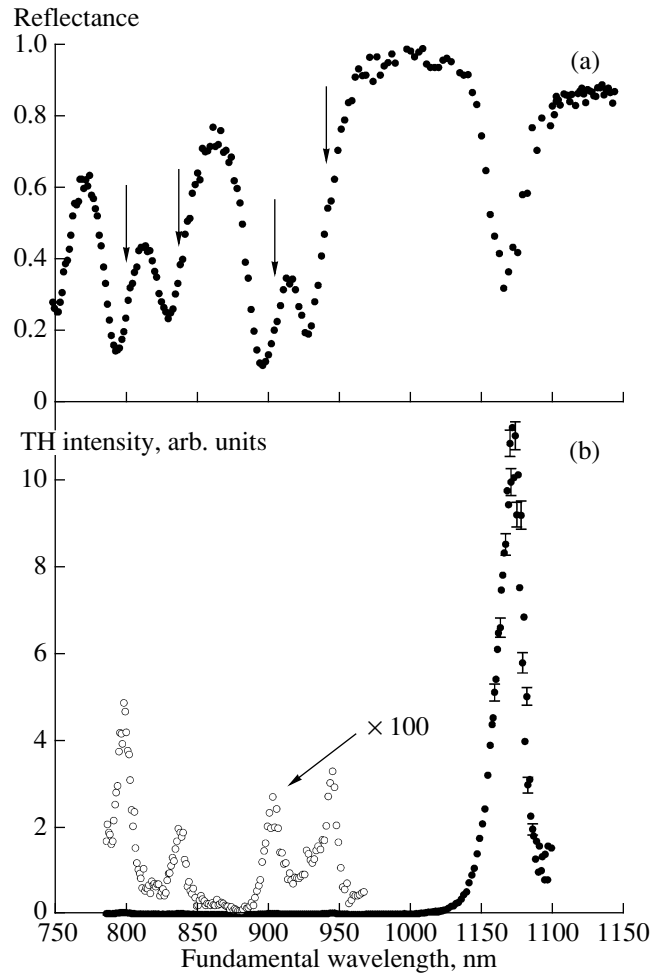 Reflectance
1.0
(a)
0.8
0.6
0.4
0.2
0
TH intensity, arb. units
(b)
10
8
6
4
× 100
2
0
750 800 850 900 950 1000 1150 1100 1150
Fundamental wavelength, nm